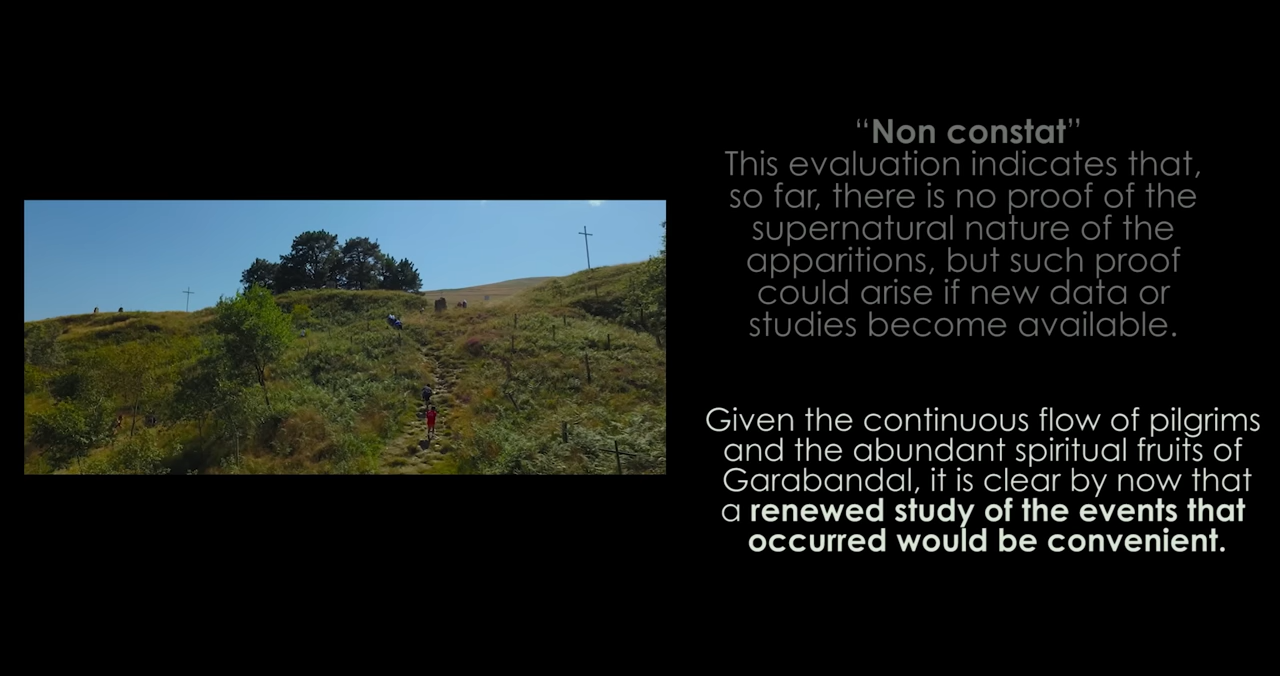 “Non constat”
This evaluation indicates that,
so far, there is no proof of the
supernatural nature of the
apparitions, but such proof
could arise if new data or
studies become available.
Given the continuous flow of pilgrims
and the abundant spiritual fruits of
Garabandal, it is clear by now that
a renewed study of the events that
occurred would be convenient.